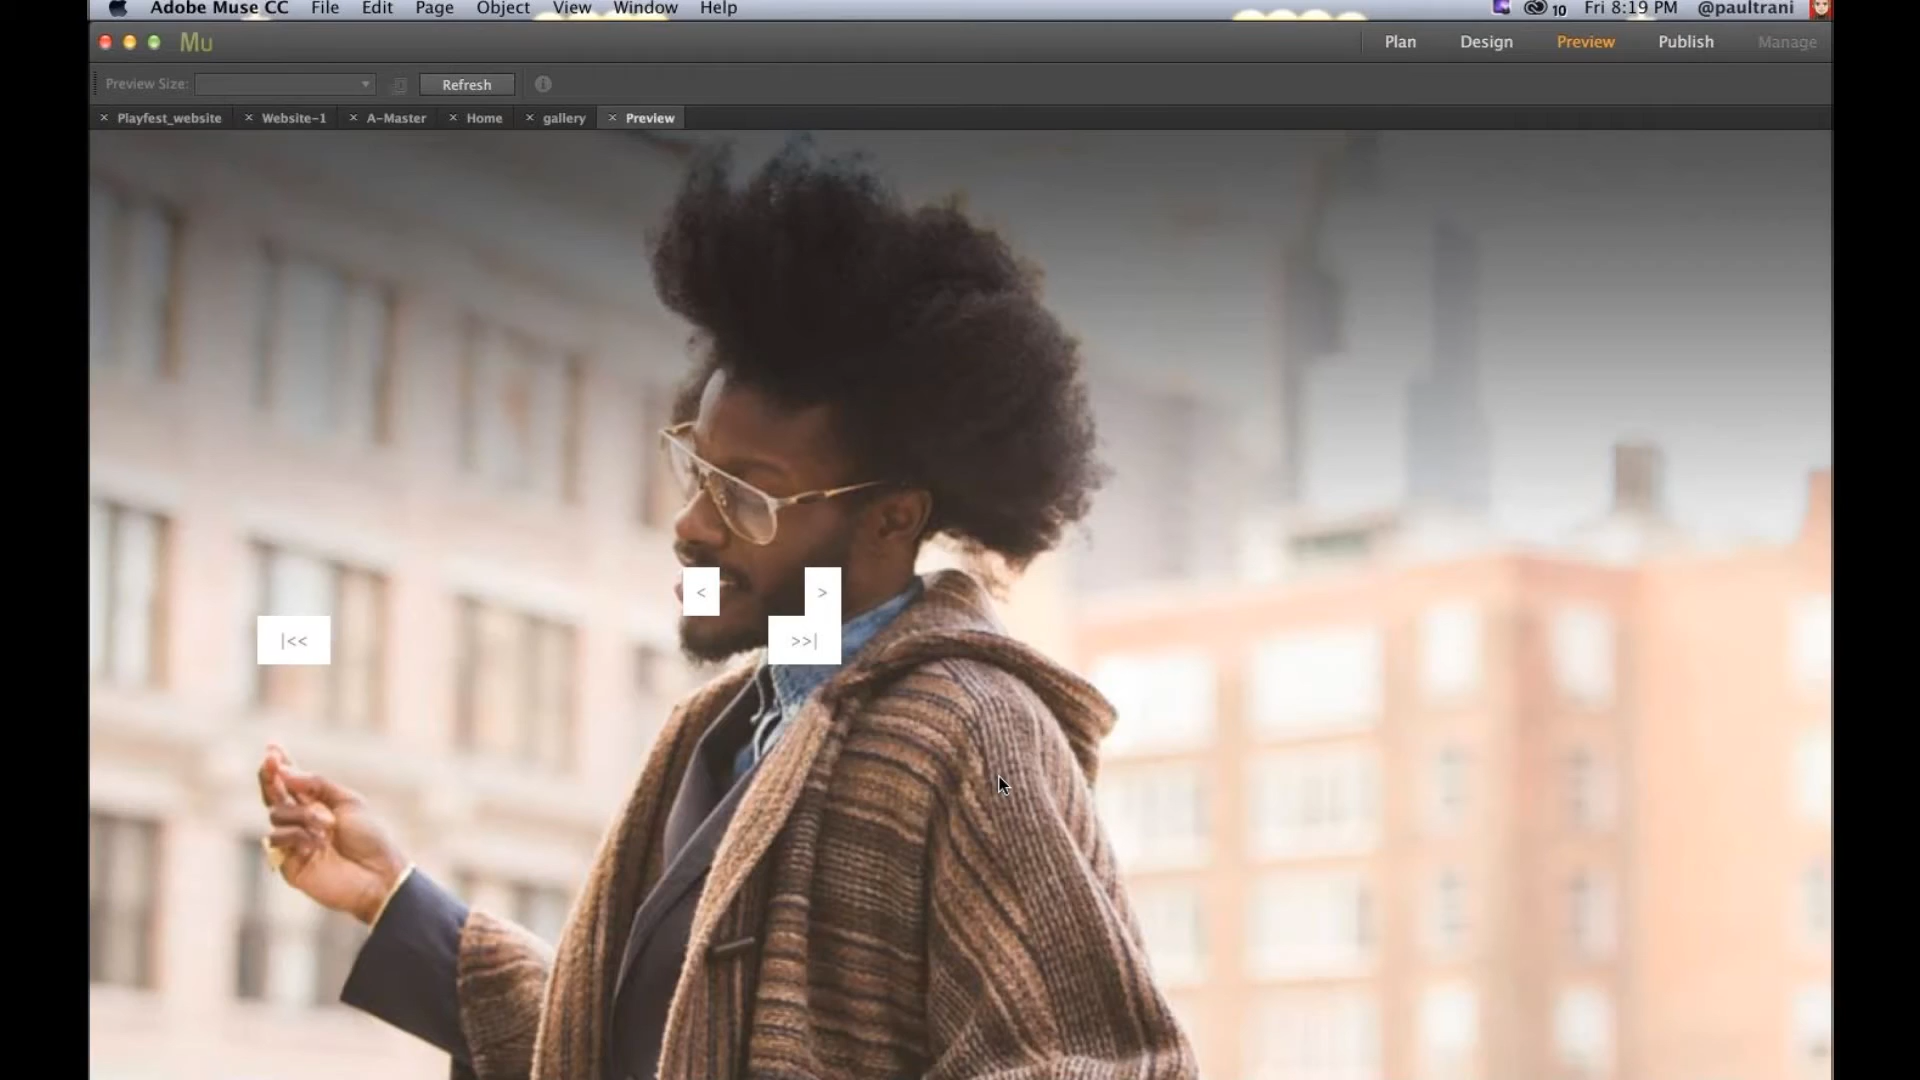 Adobe Muse CC File Edit Page Object View Window Help 10 Fri 8:19 PM @paultrani
Mu Plan Design Preview Publish Manage
Preview Size: Refresh
× Playfest_website × Website-1 × A-Master × Home × gallery × Preview
< >
|<< >>|